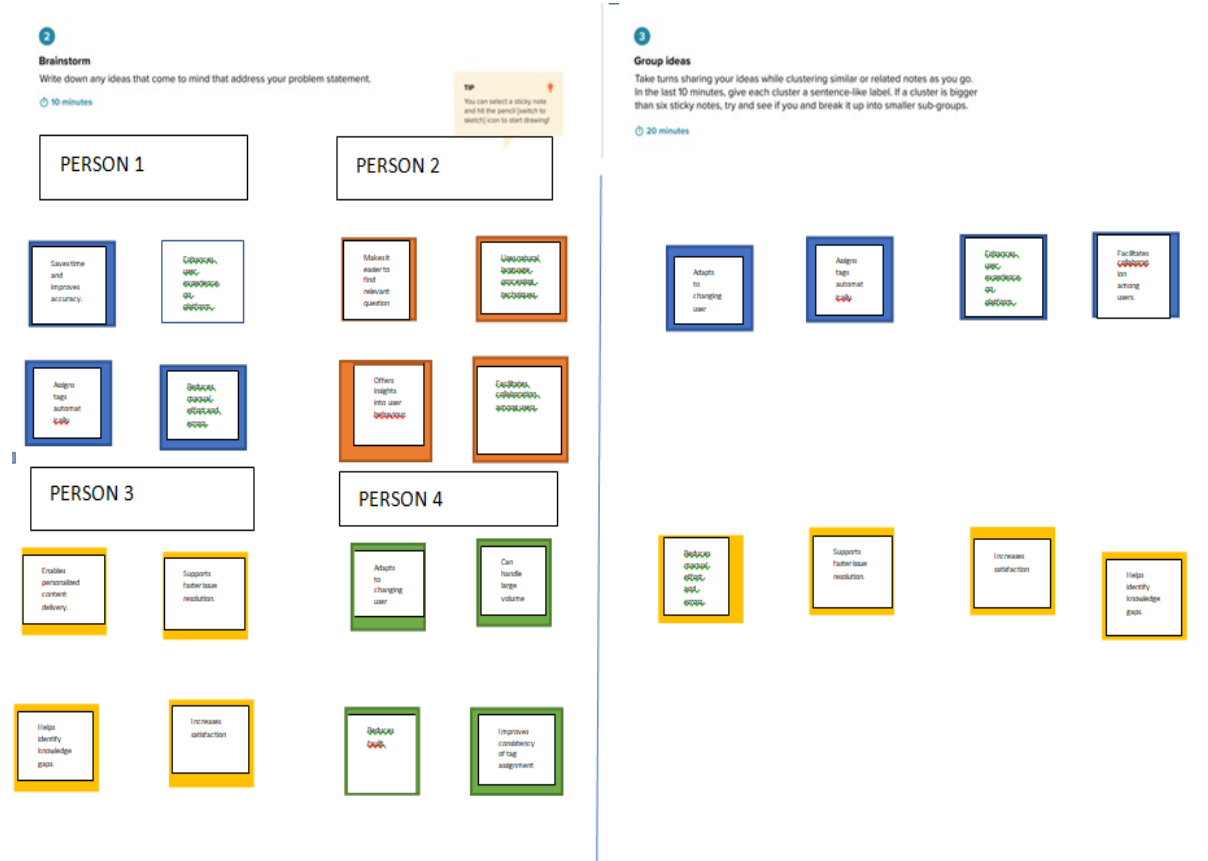 2
Brainstorm
Write down any ideas that come to mind that address your problem statement.
10 minutes
TIP
You can select a sticky note
and hit the pencil [switch to
sketch] icon to start drawing!
PERSON 1
Saves time
and
improves
accuracy.
Enhances
user
experience
on
platform.
Assigns
tags
automat
ically.
Reduces
manual
effort and
errors.
PERSON 2
Makes it
easier to
find
relevant
question
Uses natural
language
processing
techniques.
Offers
insights
into user
behaviour.
Facilitates
collaboration
among users.
PERSON 3
Enables
personalized
content
delivery.
Supports
faster issue
resolution.
Helps
identify
knowledge
gaps.
Increases
satisfaction
PERSON 4
Adapts
to
changing
user
Can
handle
large
volume
Reduces
fault.
Improves
consistency
of tag
assignment
3
Group ideas
Take turns sharing your ideas while clustering similar or related notes as you go.
In the last 10 minutes, give each cluster a sentence-like label. If a cluster is bigger
than six sticky notes, try and see if you and break it up into smaller sub-groups.
20 minutes
Adapts
to
changing
user
Assigns
tags
automat
ically.
Enhances
user
experience
on
platform.
Facilitates
collaborat
ion
among
users.
Reduces
manual
effort
and
errors.
Supports
faster issue
resolution.
Increases
satisfaction
Helps
identify
knowledge
gaps.